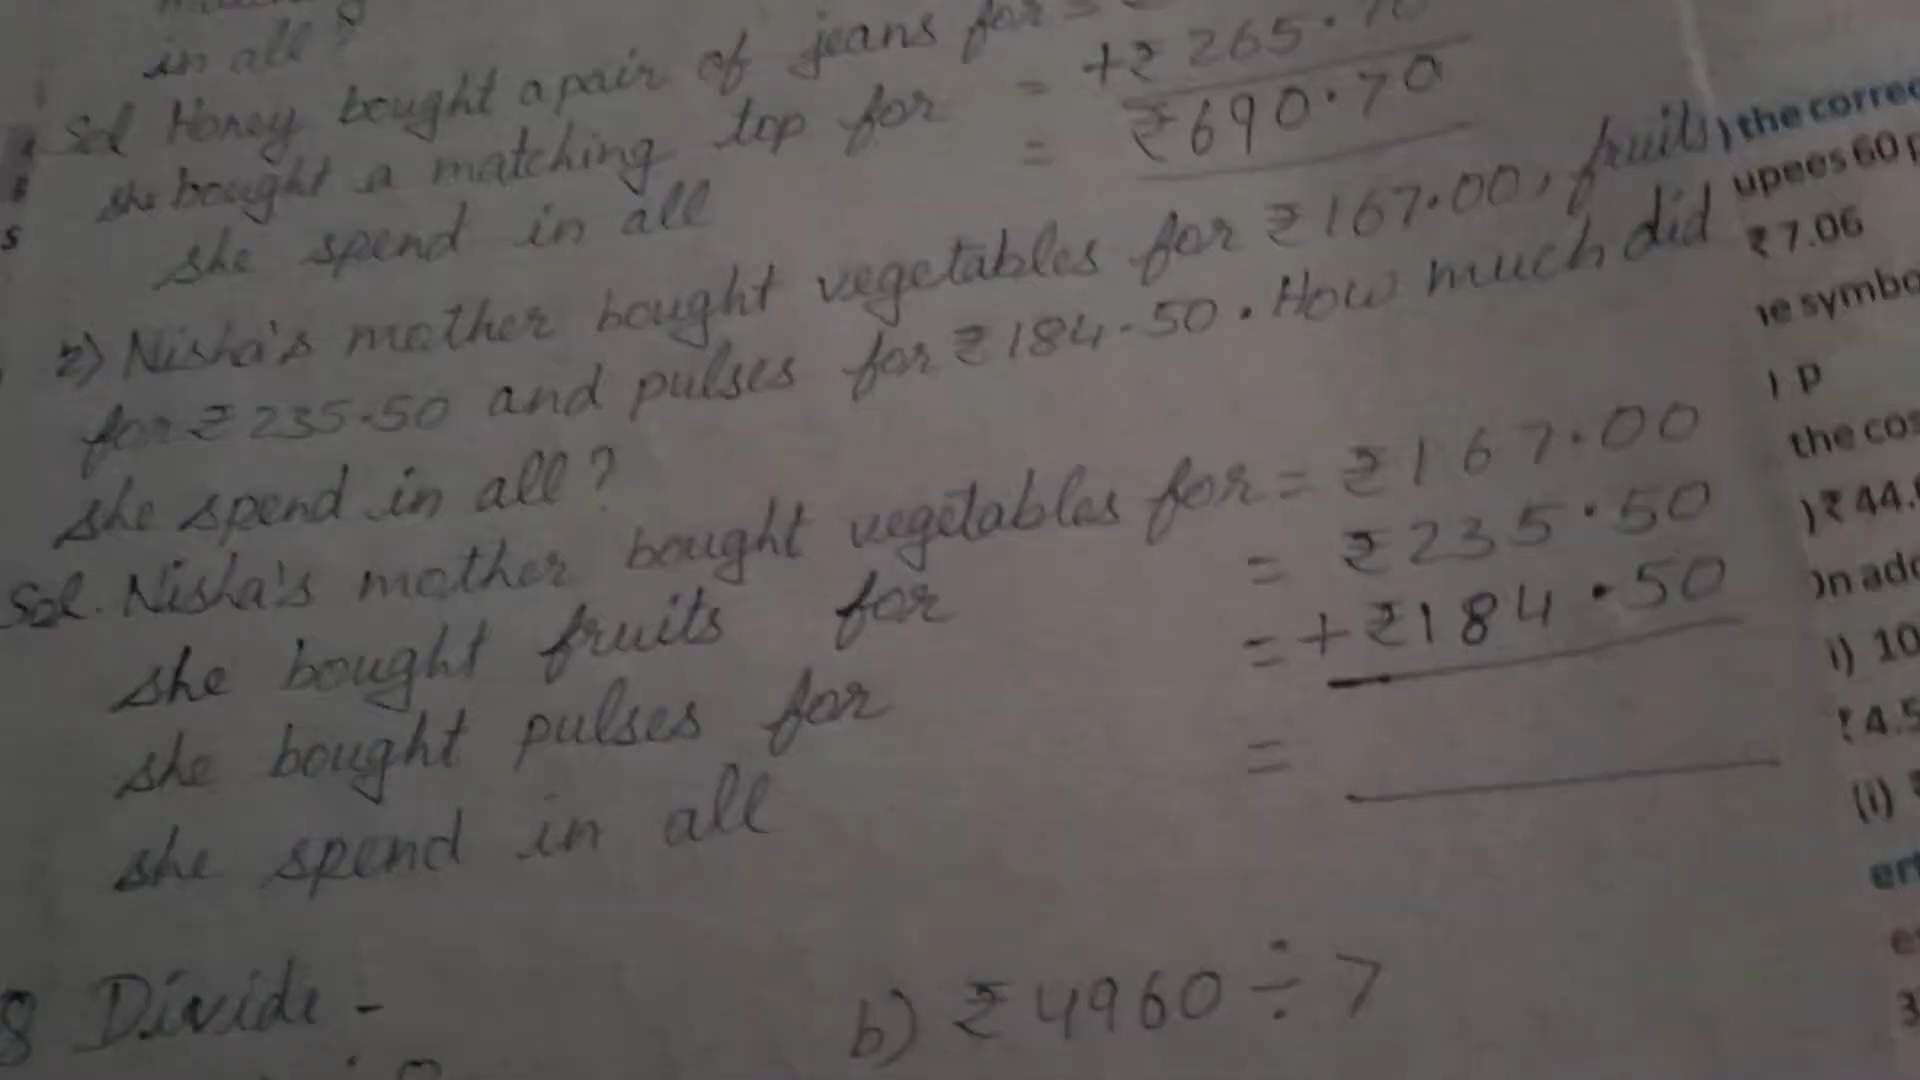 in all?
Sol Honey bought a pair of jeans for =
+₹265.70
she bought a matching top for =
₹690.70
she spend in all =
2) Nisha's mother bought vegetables for ₹167.00, fruits
for ₹235.50 and pulses for ₹184.50. How much did
she spend in all?
Sol. Nisha's mother bought vegetables for = ₹167.00
she bought fruits for = ₹235.50
she bought pulses for = +₹184.50
she spend in all =
8 Divide -
b) ₹4960 ÷ 7
the correc
upees 60 p
₹7.06
symbo
p
the cos
₹44.
i) 10
4.5
(i)